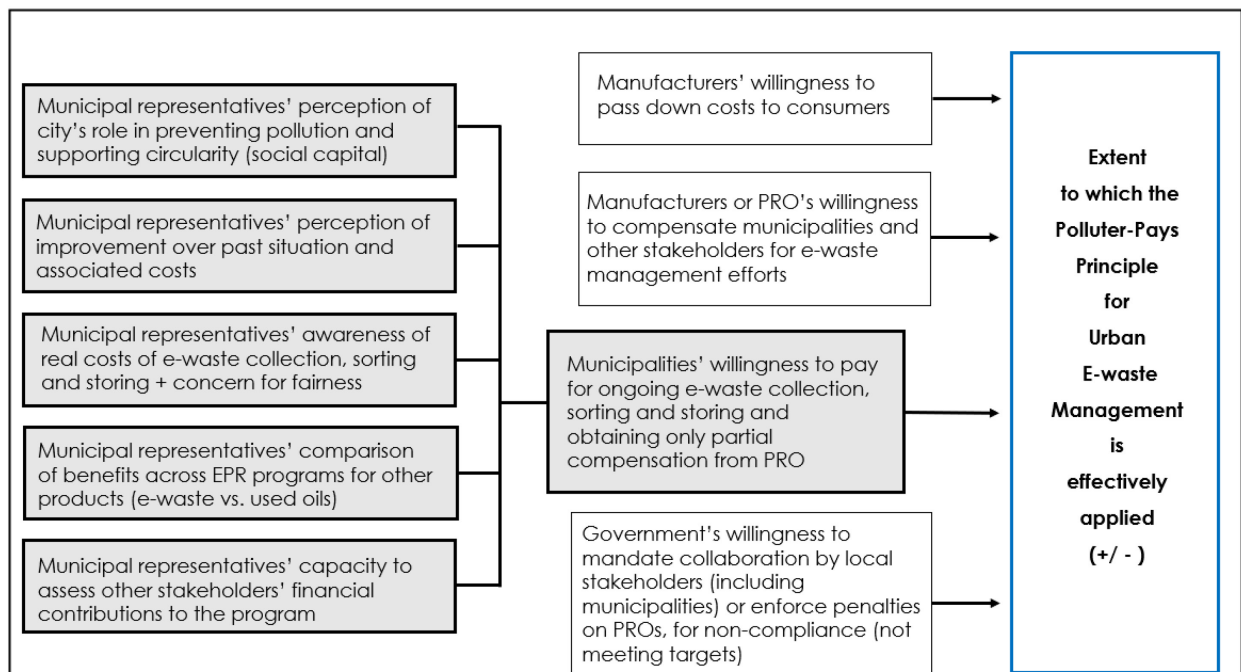 Municipal representatives' perception of
city's role in preventing pollution and
supporting circularity (social capital)
Municipal representatives' perception of
improvement over past situation and
associated costs
Municipal representatives' awareness of
real costs of e-waste collection, sorting
and storing + concern for fairness
Municipal representatives' comparison
of benefits across EPR programs for other
products (e-waste vs. used oils)
Municipal representatives' capacity to
assess other stakeholders' financial
contributions to the program
Manufacturers' willingness to
pass down costs to consumers
Manufacturers or PRO's willingness
to compensate municipalities and
other stakeholders for e-waste
management efforts
Municipalities' willingness to pay
for ongoing e-waste collection,
sorting and storing and
obtaining only partial
compensation from PRO
Government's willingness to
mandate collaboration by local
stakeholders (including
municipalities) or enforce penalties
on PROs, for non-compliance (not
meeting targets)
Extent
to which the
Polluter-Pays
Principle
for
Urban
E-waste
Management
is
effectively
applied
(+/ - )